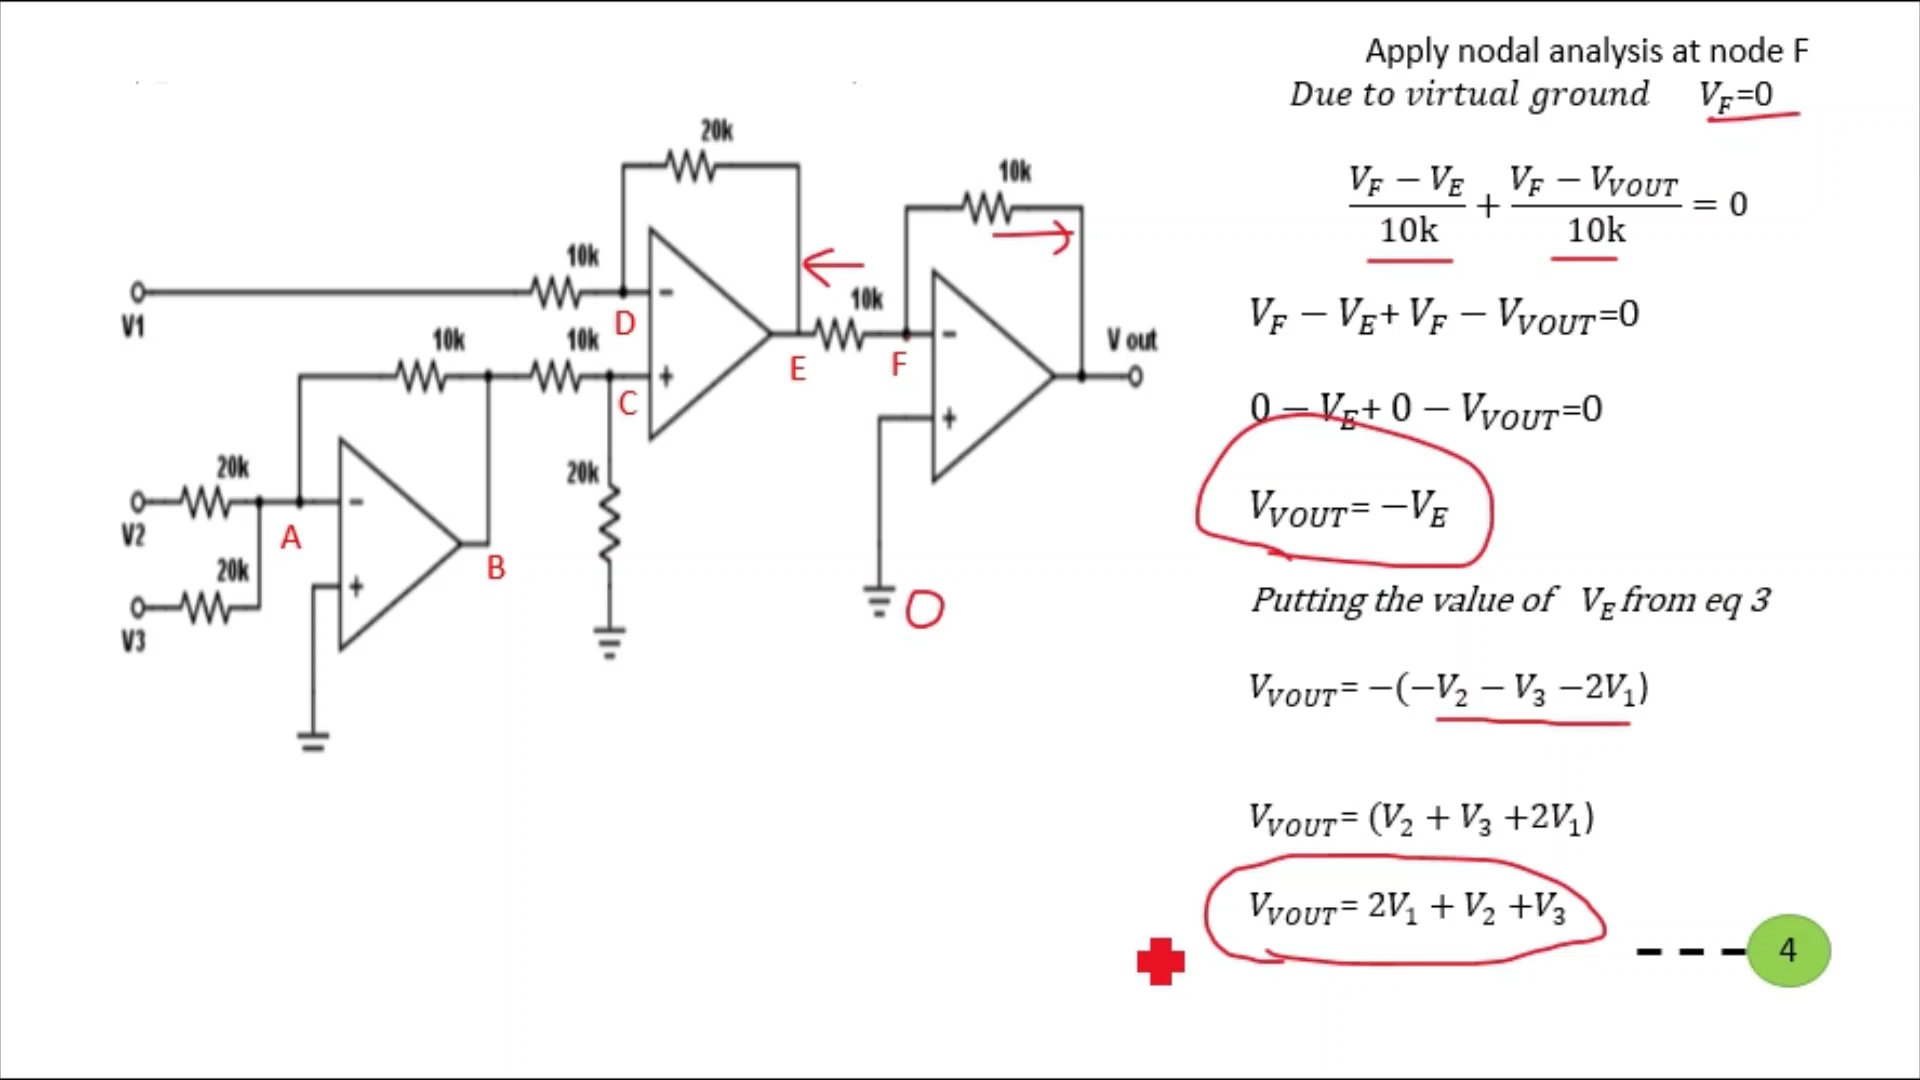 Apply nodal analysis at node F
Due to virtual ground V_F=0
(V_F − V_E)/10k + (V_F − V_VOUT)/10k = 0
V_F − V_E+ V_F − V_VOUT=0
0 − V_E+ 0 − V_VOUT=0
V_VOUT= −V_E
Putting the value of V_E from eq 3
V_VOUT= −(−V_2 − V_3 −2V_1)
V_VOUT= (V_2 + V_3 +2V_1)
V_VOUT= 2V_1 + V_2 +V_3
4
20k
10k
10k
10k
V1
D
10k
10k
V out
E
F
C
20k
20k
V2
A
B
20k
V3
0